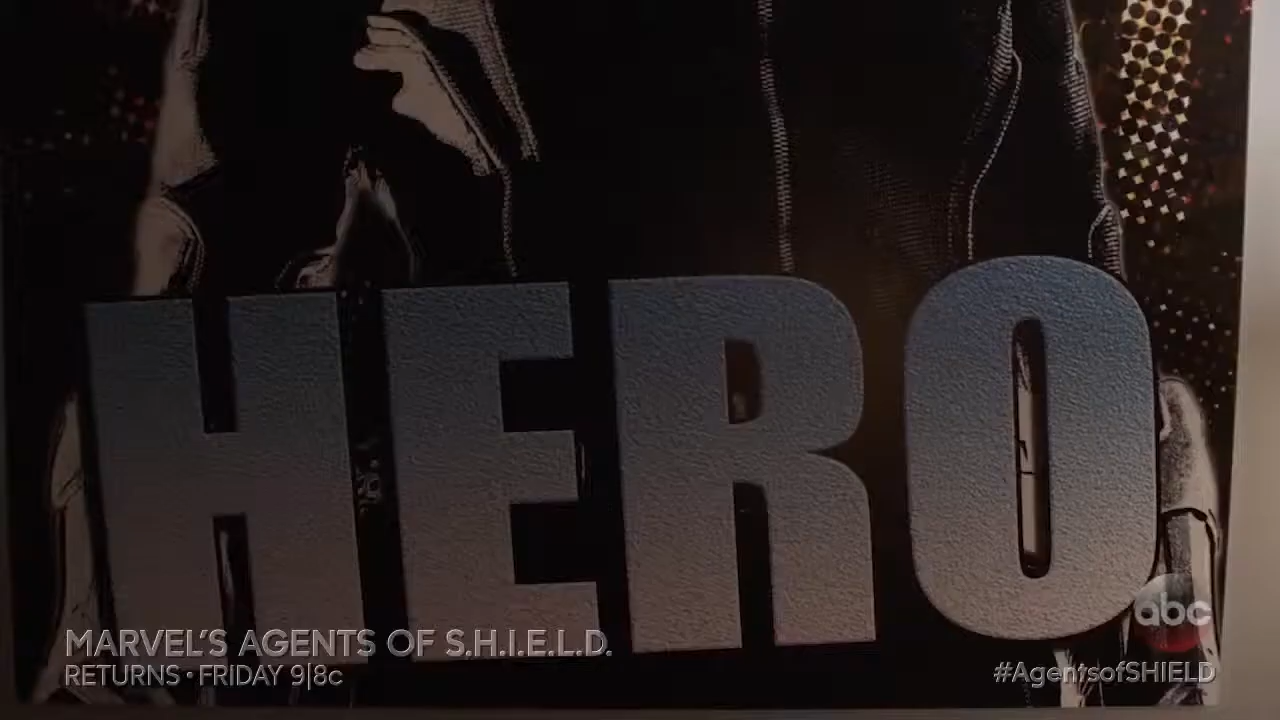 HERO
abc
MARVEL'S AGENTS OF S.H.I.E.L.D.
RETURNS • FRIDAY 9|8c
#AgentsofSHIELD